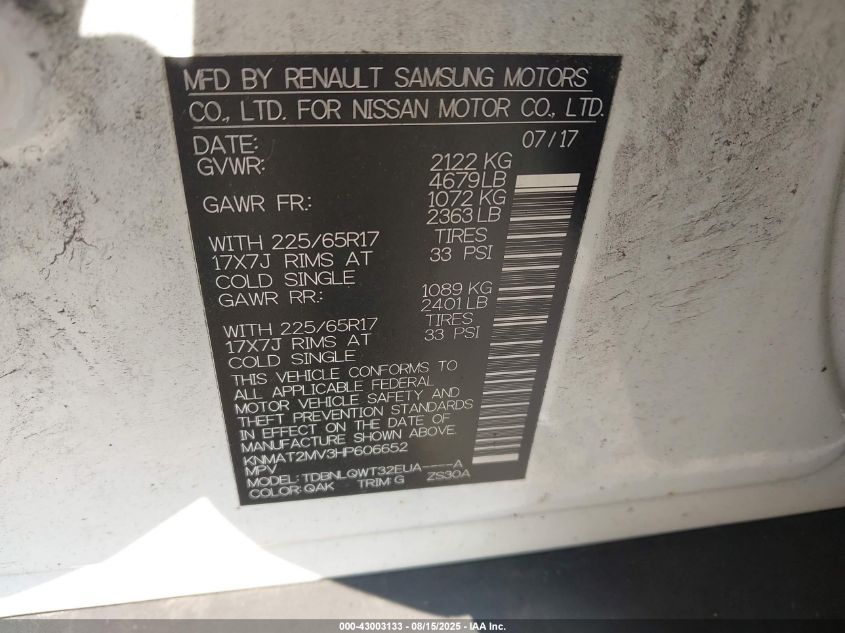 MFD BY RENAULT SAMSUNG MOTORS
CO., LTD. FOR NISSAN MOTOR CO., LTD.
DATE: 07/17
GVWR: 2122 KG
4679 LB
GAWR FR.: 1072 KG
2363 LB
WITH 225/65R17 TIRES
17X7J RIMS AT 33 PSI
COLD SINGLE
GAWR RR.: 1089 KG
2401 LB
WITH 225/65R17 TIRES
17X7J RIMS AT 33 PSI
COLD SINGLE
THIS VEHICLE CONFORMS TO
ALL APPLICABLE FEDERAL
MOTOR VEHICLE SAFETY AND
THEFT PREVENTION STANDARDS
IN EFFECT ON THE DATE OF
MANUFACTURE SHOWN ABOVE.
KNMAT2MV3HP606652
MPV
MODEL: TDBNLQWT32EUA----A
COLOR: QAK TRIM: G ZS30A
000-43003133 - 08/15/2025 - IAA Inc.